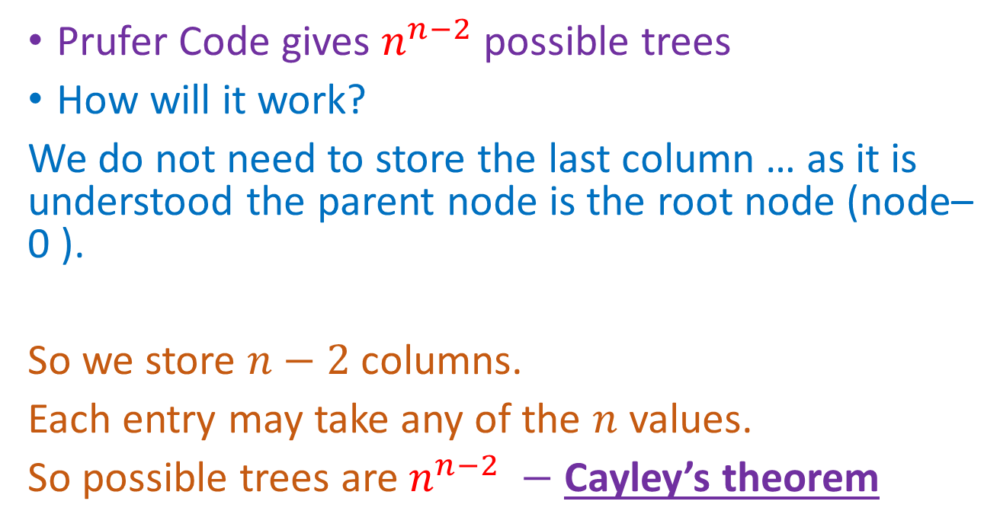 • Prufer Code gives $n^{n-2}$ possible trees
• How will it work?
We do not need to store the last column … as it is
understood the parent node is the root node (node–
0 ).
So we store $n - 2$ columns.
Each entry may take any of the $n$ values.
So possible trees are $n^{n-2}$ – Cayley’s theorem